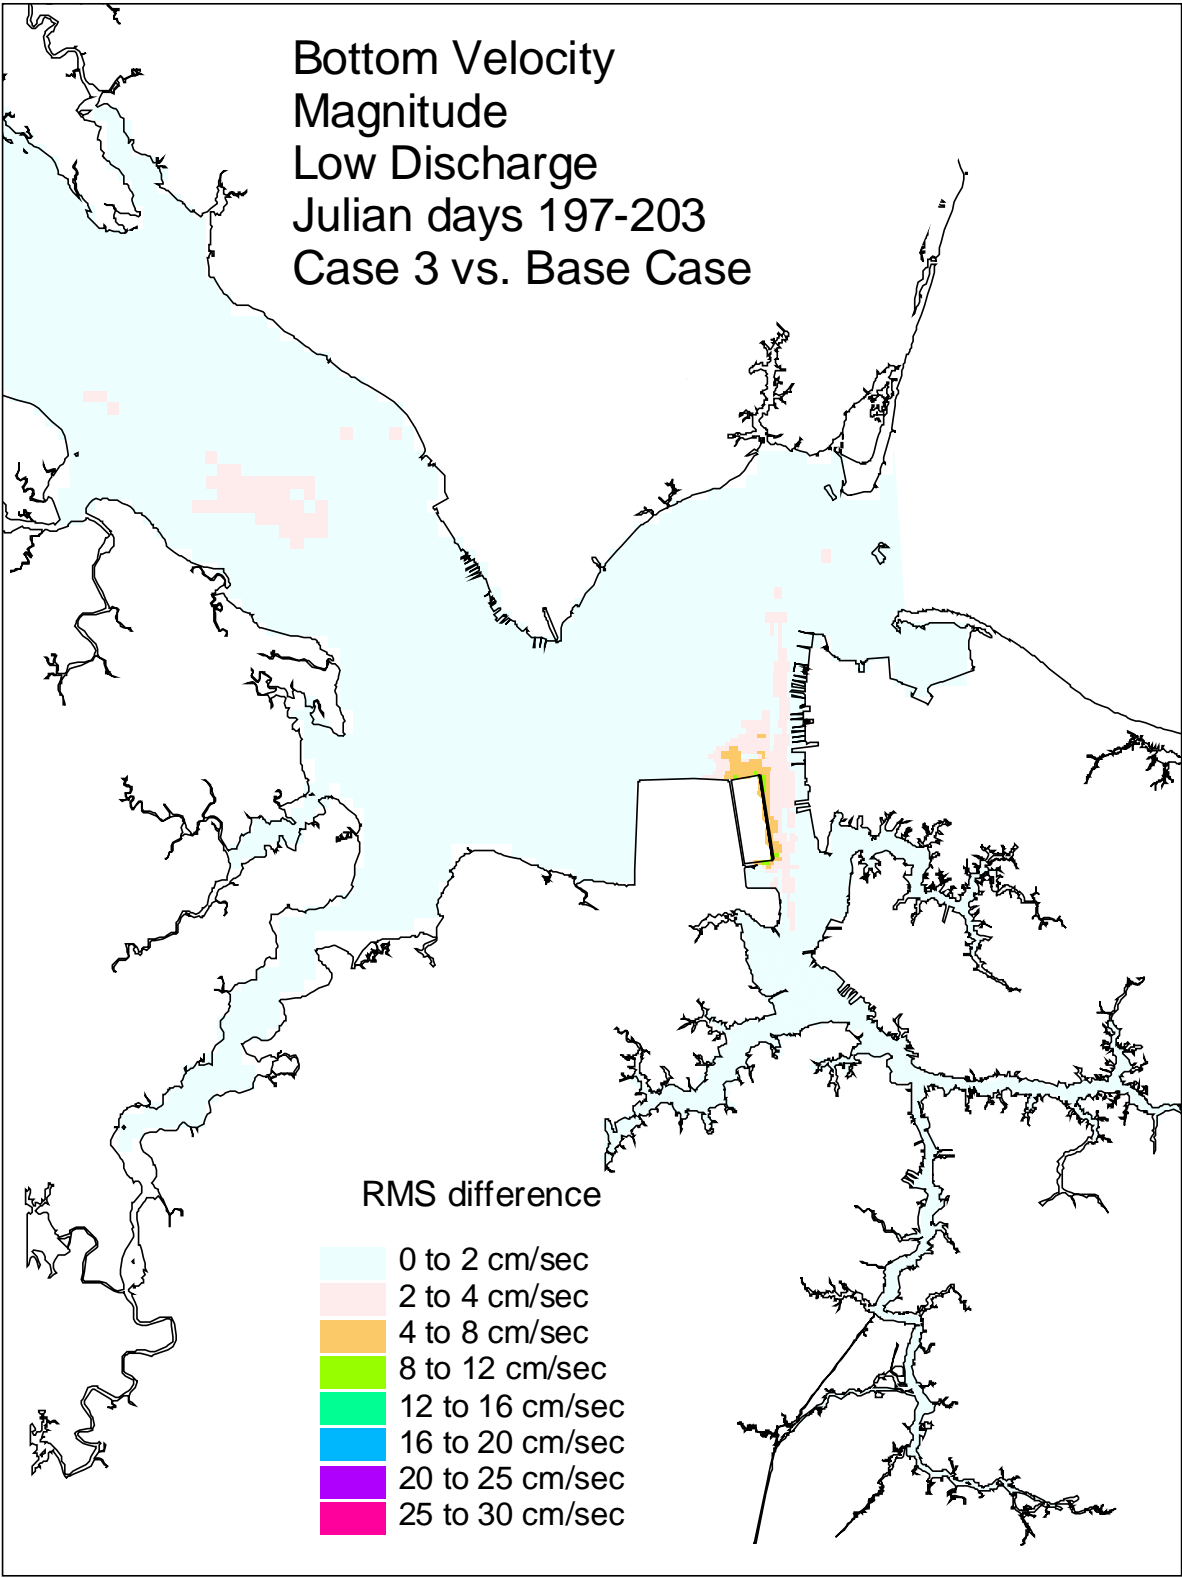 Bottom Velocity
Magnitude
Low Discharge
Julian days 197-203
Case 3 vs. Base Case
RMS difference
0 to 2 cm/sec
2 to 4 cm/sec
4 to 8 cm/sec
8 to 12 cm/sec
12 to 16 cm/sec
16 to 20 cm/sec
20 to 25 cm/sec
25 to 30 cm/sec